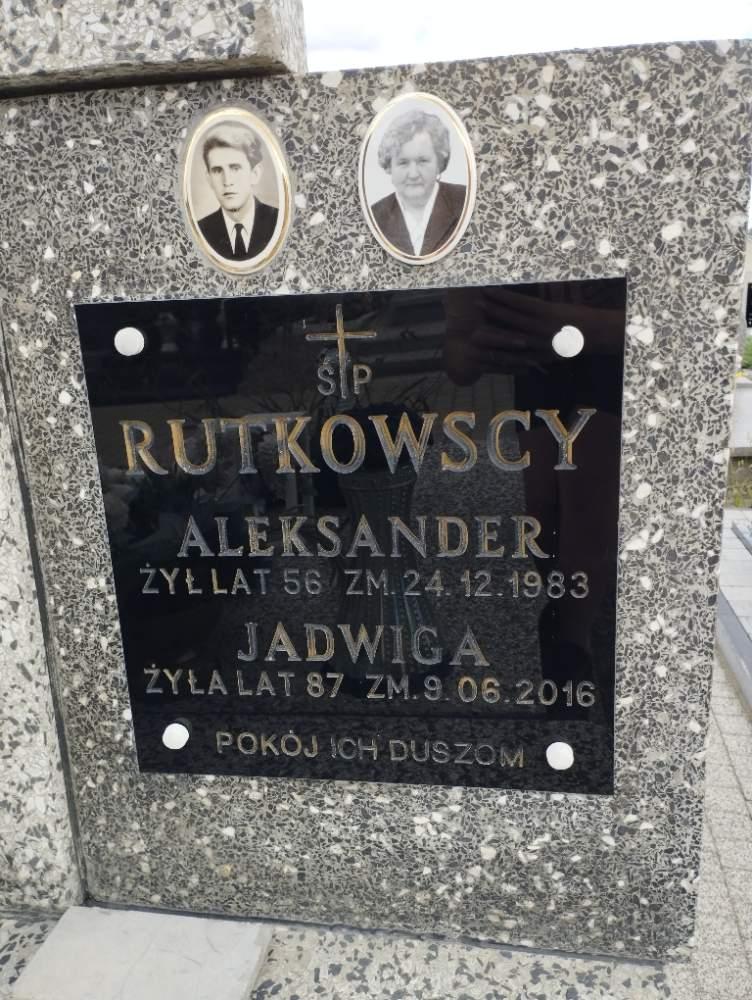 Ś P
RUTKOWSCY
ALEKSANDER
ŻYŁ LAT 56 ZM. 24.12.1983
JADWIGA
ŻYŁA LAT 87 ZM. 9.06.2016
POKÓJ ICH DUSZOM